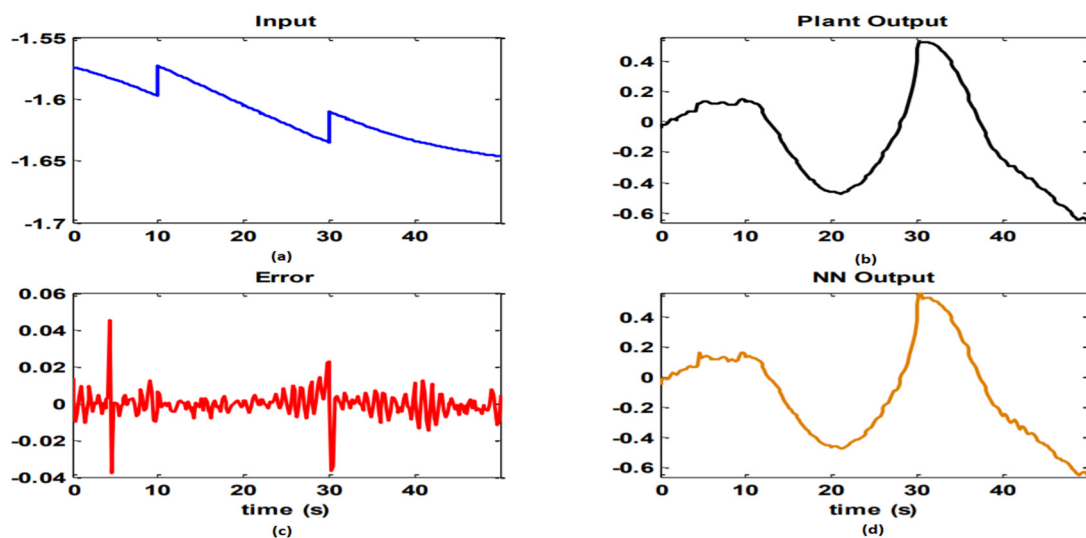 Input
-1.55
-1.6
-1.65
-1.7
0 10 20 30 40
(a)
Plant Output
0.4
0.2
0
-0.2
-0.4
-0.6
0 10 20 30 40
(b)
Error
0.06
0.04
0.02
0
-0.02
-0.04
0 10 20 30 40
time (s)
(c)
NN Output
0.4
0.2
0
-0.2
-0.4
-0.6
0 10 20 30 40
time (s)
(d)